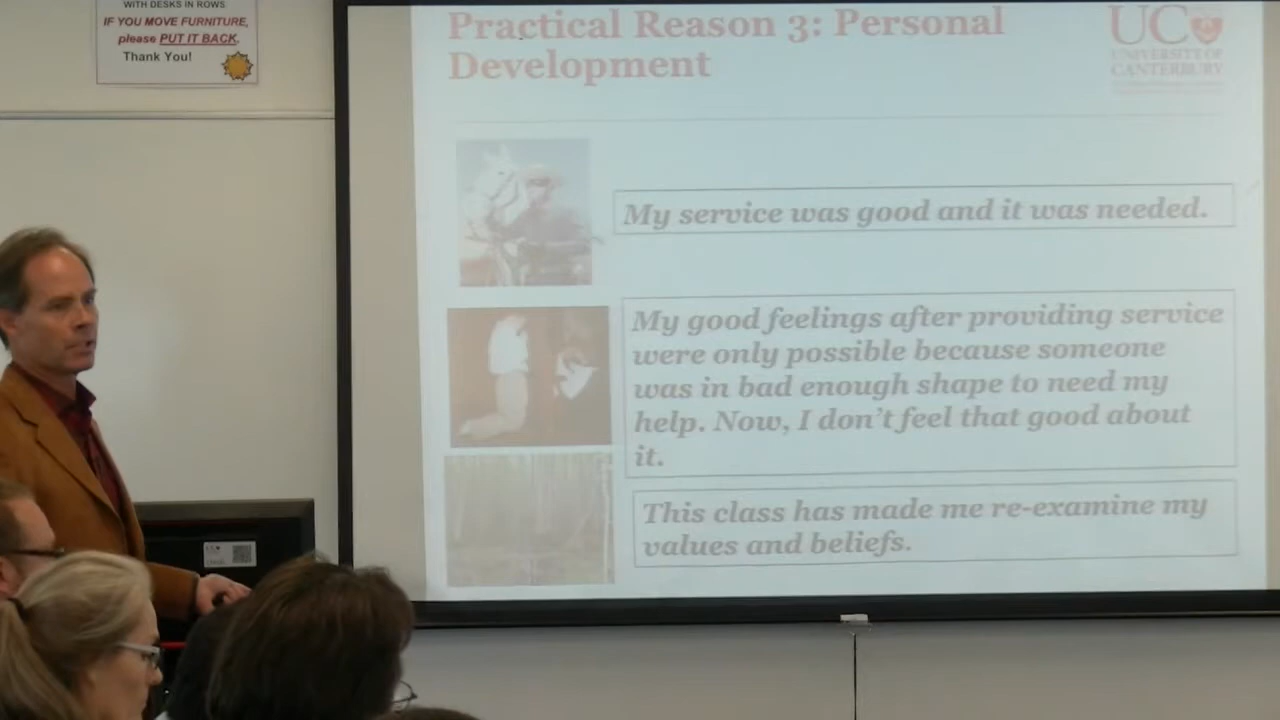 WITH DESKS IN ROWS
IF YOU MOVE FURNITURE,
please PUT IT BACK.
Thank You!
Practical Reason 3: Personal
Development
UC
UNIVERSITY OF
CANTERBURY
My service was good and it was needed.
My good feelings after providing service
were only possible because someone
was in bad enough shape to need my
help. Now, I don't feel that good about
it.
This class has made me re-examine my
values and beliefs.